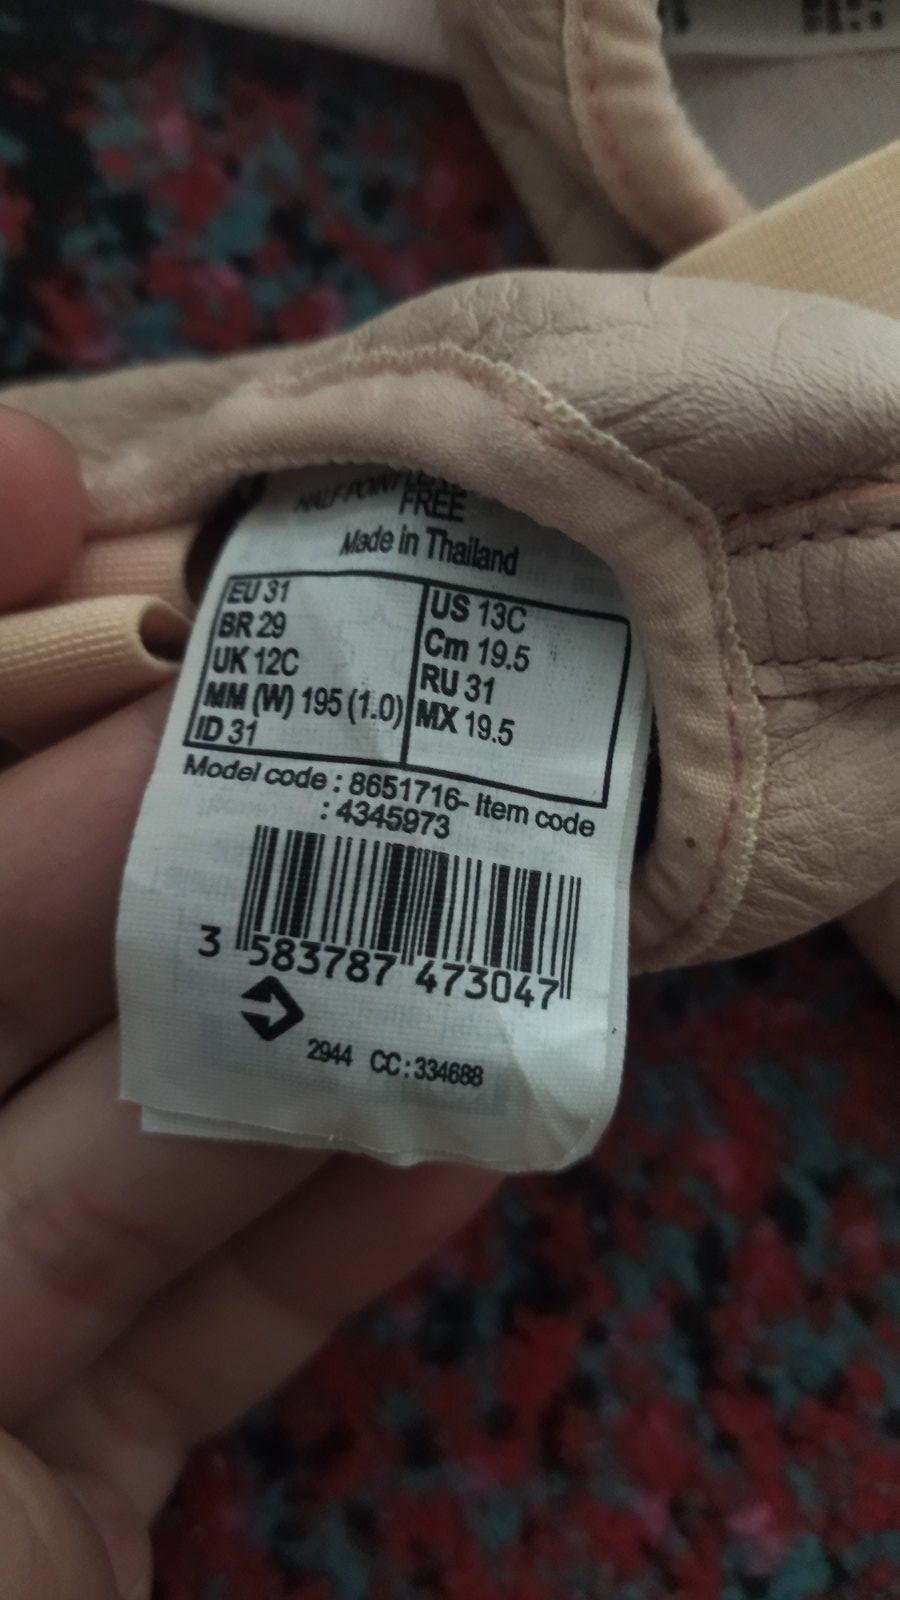 HALF POINT
FREE
Made in Thailand
EU 31
BR 29
UK 12C
MM (W) 195 (1.0)
ID 31
US 13C
Cm 19.5
RU 31
MX 19.5
Model code : 8651716- Item code
: 4345973
3 583787 473047
2944 CC : 334688